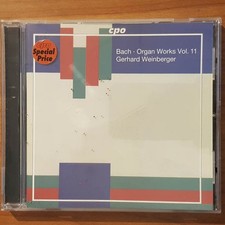 cpo
Special
Price
Bach · Organ Works Vol. 11
Gerhard Weinberger